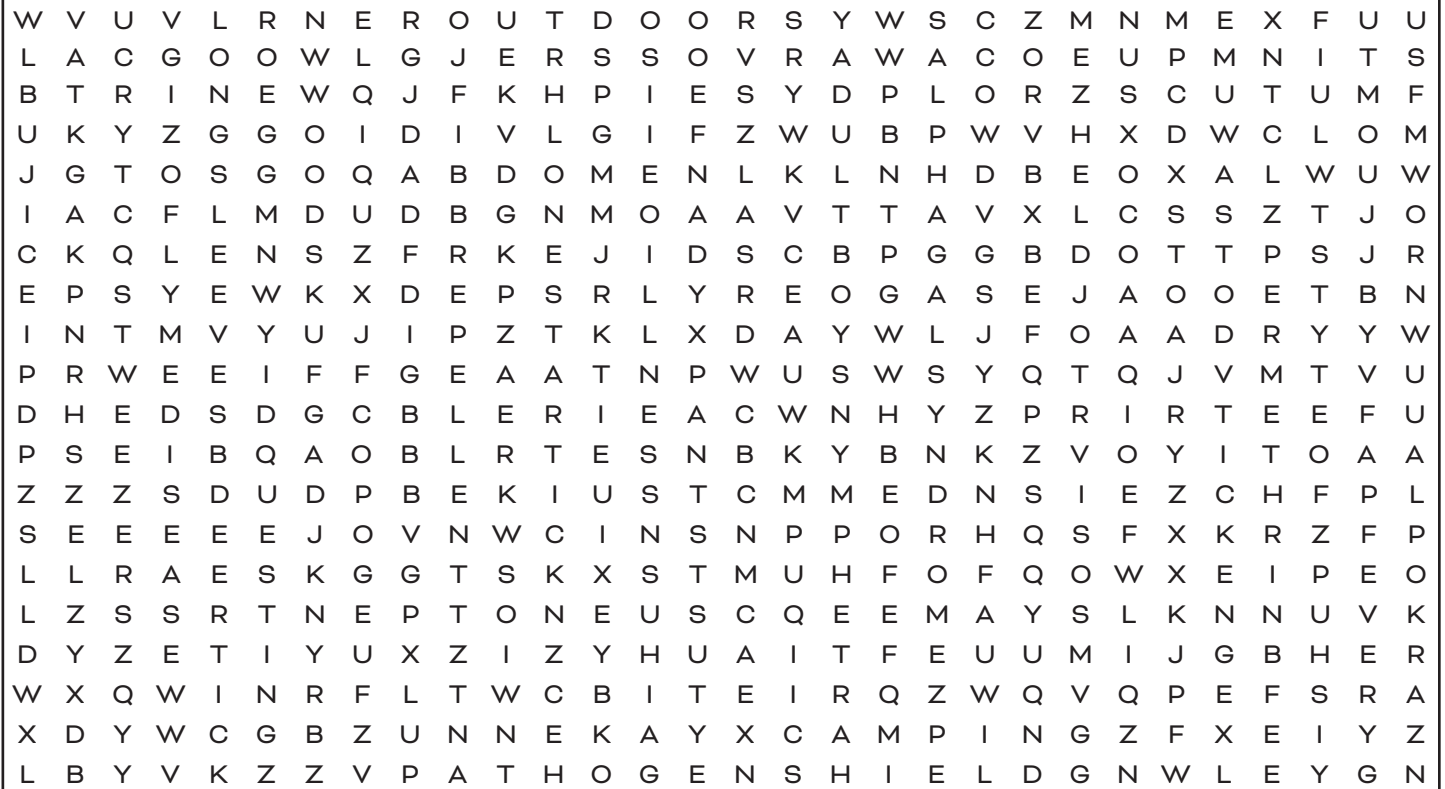 W V U V L R N E R O U T D O O R S Y W S C Z M N M E X F U U
L A C G O O W L G J E R S S O V R A W A C O E U P M N I T S
B T R I N E W Q J F K H P I E S Y D P L O R Z S C U T U M F
U K Y Z G G O I D I V L G I F Z W U B P W V H X D W C L O M
J G T O S G O Q A B D O M E N L K L N H D B E O X A L W U W
I A C F L M D U D B G N M O A A V T T A V X L C S S Z T J O
C K Q L E N S Z F R K E J I D S C B P G G B D O T T P S J R
E P S Y E W K X D E P S R L Y R E O G A S E J A O O E T B N
I N T M V Y U J I P Z T K L X D A Y W L J F O A A D R Y Y W
P R W E E I F F G E A A T N P W U S W S Y Q T Q J V M T V U
D H E D S D G C B L E R I E A C W N H Y Z P R I R T E E F U
P S E I B Q A O B L R T E S N B K Y B N K Z V O Y I T O A A
Z Z Z S D U D P B E K I U S T C M M E D N S I E Z C H F P L
S E E E E E J O V N W C I N S N P P O R H Q S F X K R Z F P
L L R A E S K G G T S K X S T M U H F O F Q O W X E I P E O
L Z S S R T N E P T O N E U S C Q E E M A Y S L K N N U V K
D Y Z E T I Y U X Z I Z Y H U A I T F E U U M I J G B H E R
W X Q W I N R F L T W C B I T E I R Q Z W Q V Q P E F S R A
X D Y W C G B Z U N N E K A Y X C A M P I N G Z F X E I Y Z
L B Y V K Z Z V P A T H O G E N S H I E L D G N W L E Y G N